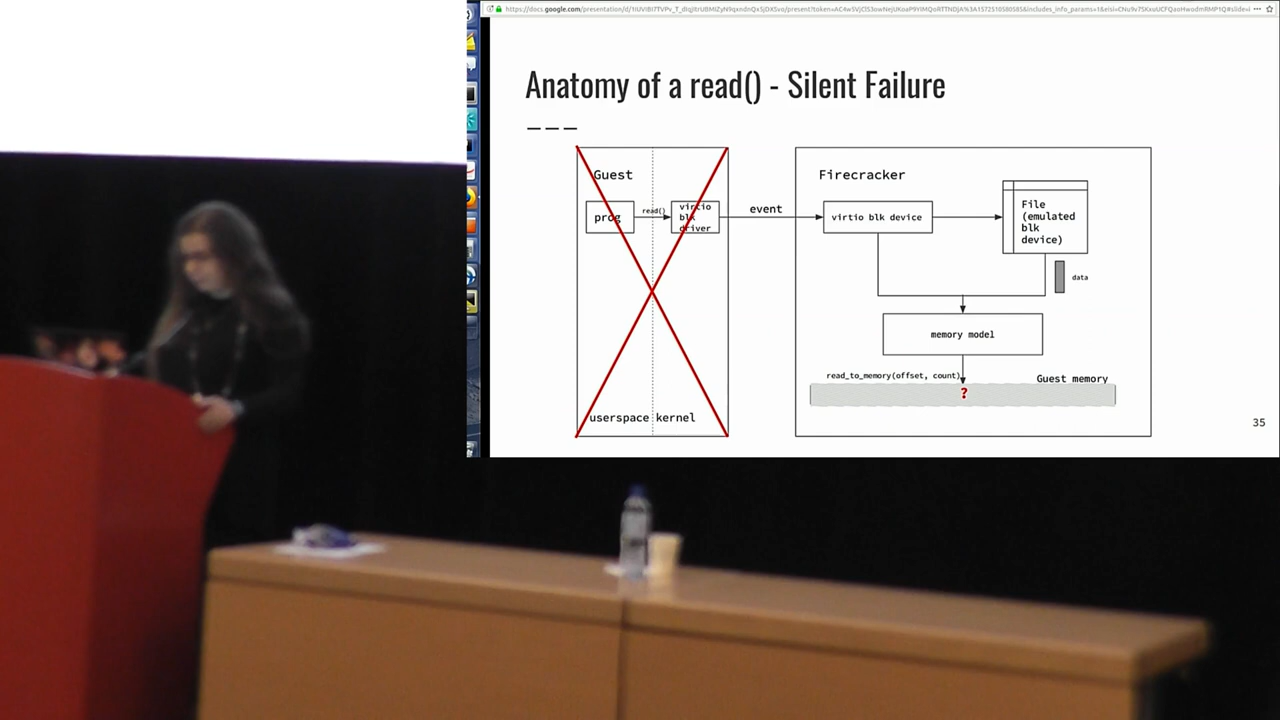 Anatomy of a read() - Silent Failure
Guest
prog
read()
virtio
blk
driver
userspace
kernel
event
Firecracker
virtio blk device
File
(emulated
blk
device)
data
memory model
read_to_memory(offset, count)
Guest memory
?
35